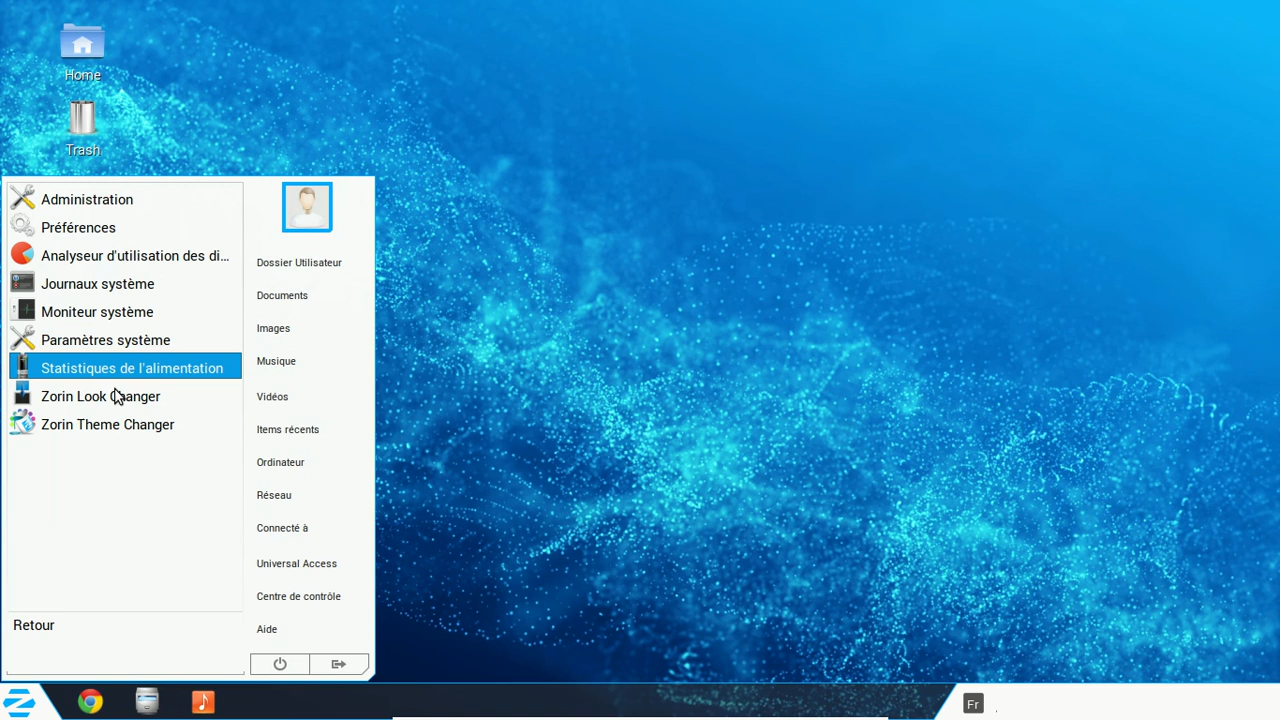 Home
Trash
Administration
Préférences
Analyseur d'utilisation des di...
Journaux système
Moniteur système
Paramètres système
Statistiques de l'alimentation
Zorin Look Changer
Zorin Theme Changer
Retour
Dossier Utilisateur
Documents
Images
Musique
Vidéos
Items récents
Ordinateur
Réseau
Connecté à
Universal Access
Centre de contrôle
Aide
Fr